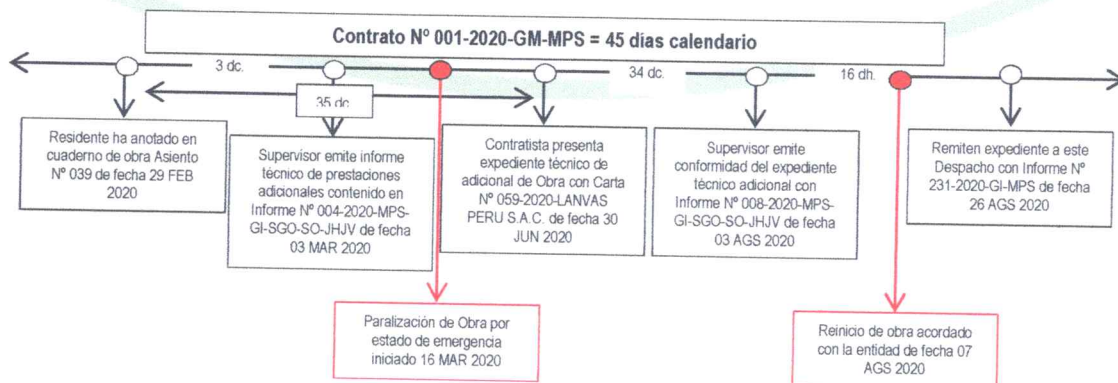 Contrato Nº 001-2020-GM-MPS = 45 días calendario
3 dc.
34 dc.
16 dh.
35 dc
Residente ha anotado en
cuaderno de obra Asiento
Nº 039 de fecha 29 FEB
2020
Supervisor emite informe
técnico de prestaciones
adicionales contenido en
Informe Nº 004-2020-MPS-
GI-SGO-SO-JHJV de fecha
03 MAR 2020
Contratista presenta
expediente técnico de
adicional de Obra con Carta
Nº 059-2020-LANVAS
PERU S.A.C. de fecha 30
JUN 2020
Supervisor emite
conformidad del expediente
técnico adicional con
Informe Nº 008-2020-MPS-
GI-SGO-SO-JHJV de fecha
03 AGS 2020
Remiten expediente a este
Despacho con Informe Nº
231-2020-GI-MPS de fecha
26 AGS 2020
Paralización de Obra por
estado de emergencia
iniciado 16 MAR 2020
Reinicio de obra acordado
con la entidad de fecha 07
AGS 2020